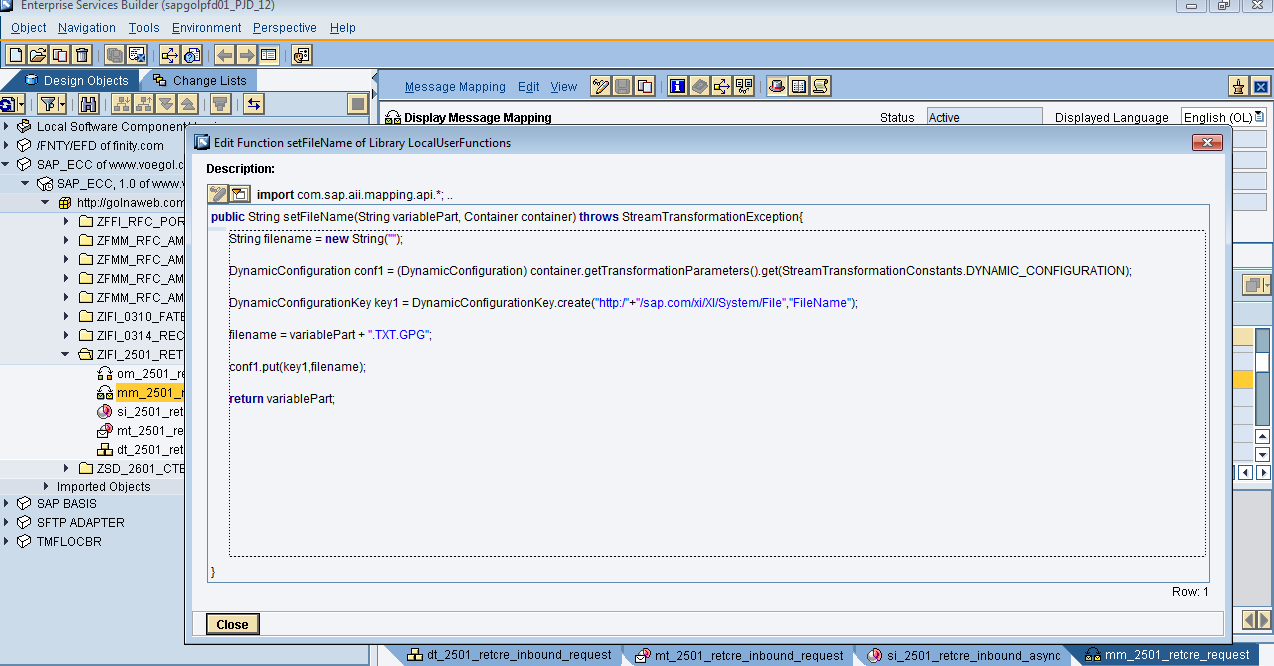 Enterprise Services Builder (sapgolpfd01_PJD_12)
Object Navigation Tools Environment Perspective Help
Design Objects Change Lists
Message Mapping Edit View
Display Message Mapping Status Active Displayed Language English (OL)
Local Software Component
/FNTY/EFD of finity.com
SAP_ECC of www.voegol.c
SAP_ECC, 1.0 of www.v
http://golnaweb.com
ZFFI_RFC_POR
ZFMM_RFC_AM
ZFMM_RFC_AM
ZFMM_RFC_AM
ZFMM_RFC_AM
ZIFI_0310_FATE
ZIFI_0314_REC
ZIFI_2501_RET
om_2501_re
mm_2501_r
si_2501_ret
mt_2501_re
dt_2501_ret
ZSD_2601_CTE
Imported Objects
SAP BASIS
SFTP ADAPTER
TMFLOCBR
Edit Function setFileName of Library LocalUserFunctions
Description:
import com.sap.aii.mapping.api.*; ..
public String setFileName(String variablePart, Container container) throws StreamTransformationException{
String filename = new String("");
DynamicConfiguration conf1 = (DynamicConfiguration) container.getTransformationParameters().get(StreamTransformationConstants.DYNAMIC_CONFIGURATION);
DynamicConfigurationKey key1 = DynamicConfigurationKey.create("http:/"+"/sap.com/xi/XI/System/File","FileName");
filename = variablePart + ".TXT.GPG";
conf1.put(key1,filename);
return variablePart;
}
Row: 1
Close
dt_2501_retcre_inbound_request mt_2501_retcre_inbound_request si_2501_retcre_inbound_async mm_2501_retcre_request